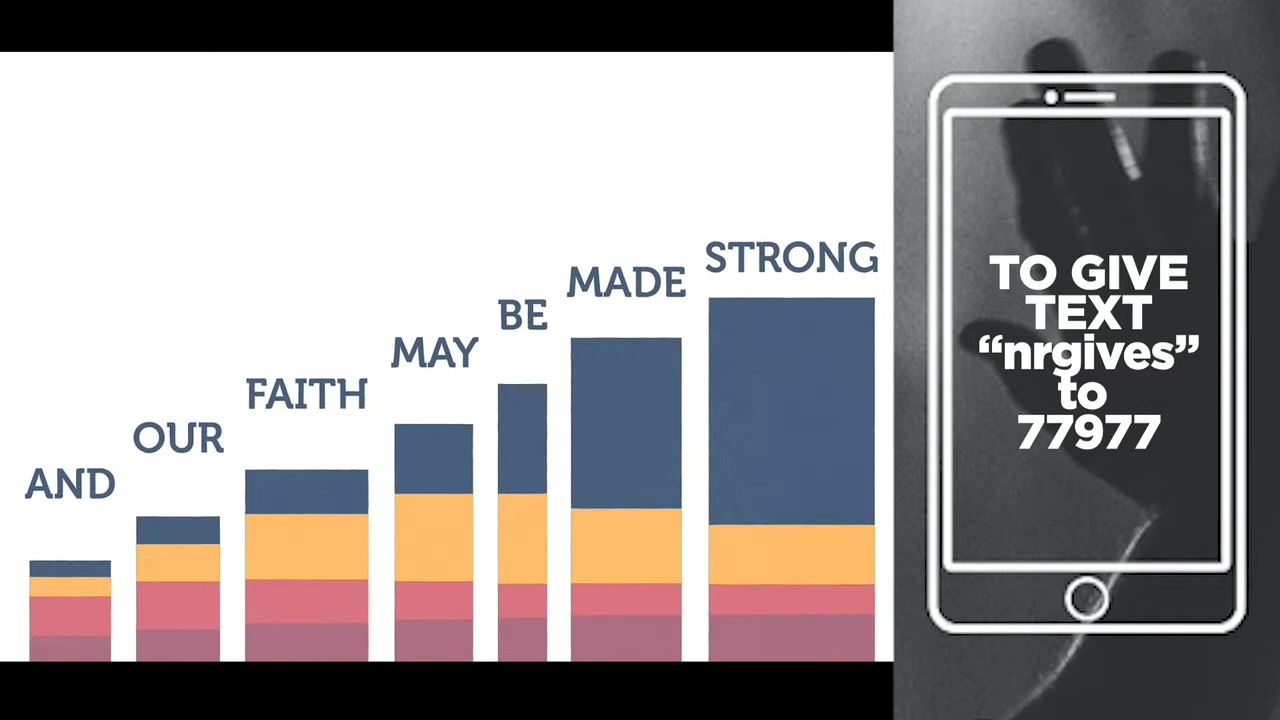 AND OUR FAITH MAY BE MADE STRONG
TO GIVE
TEXT
“nrgives”
to
77977